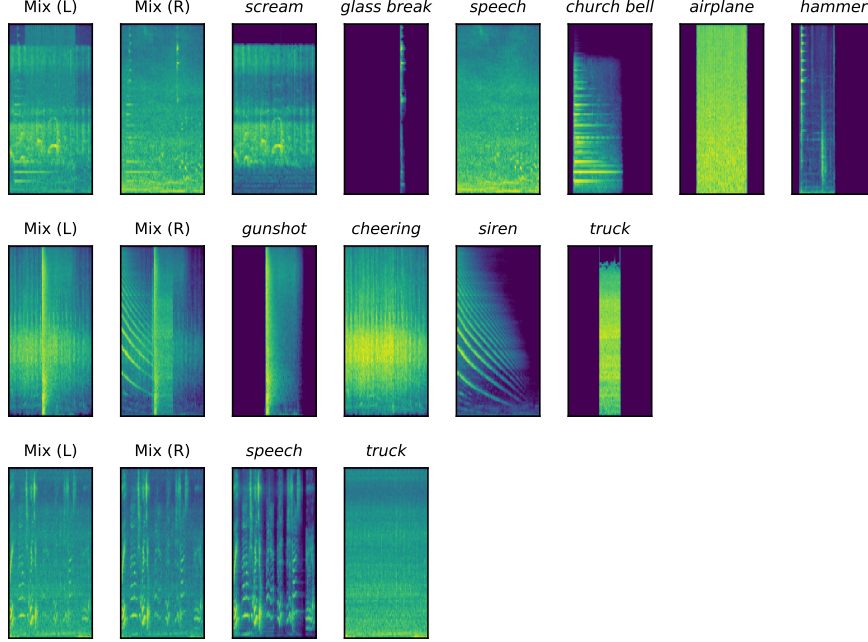 Mix (L) Mix (R) scream glass break speech church bell airplane hammer
Mix (L) Mix (R) gunshot cheering siren truck
Mix (L) Mix (R) speech truck